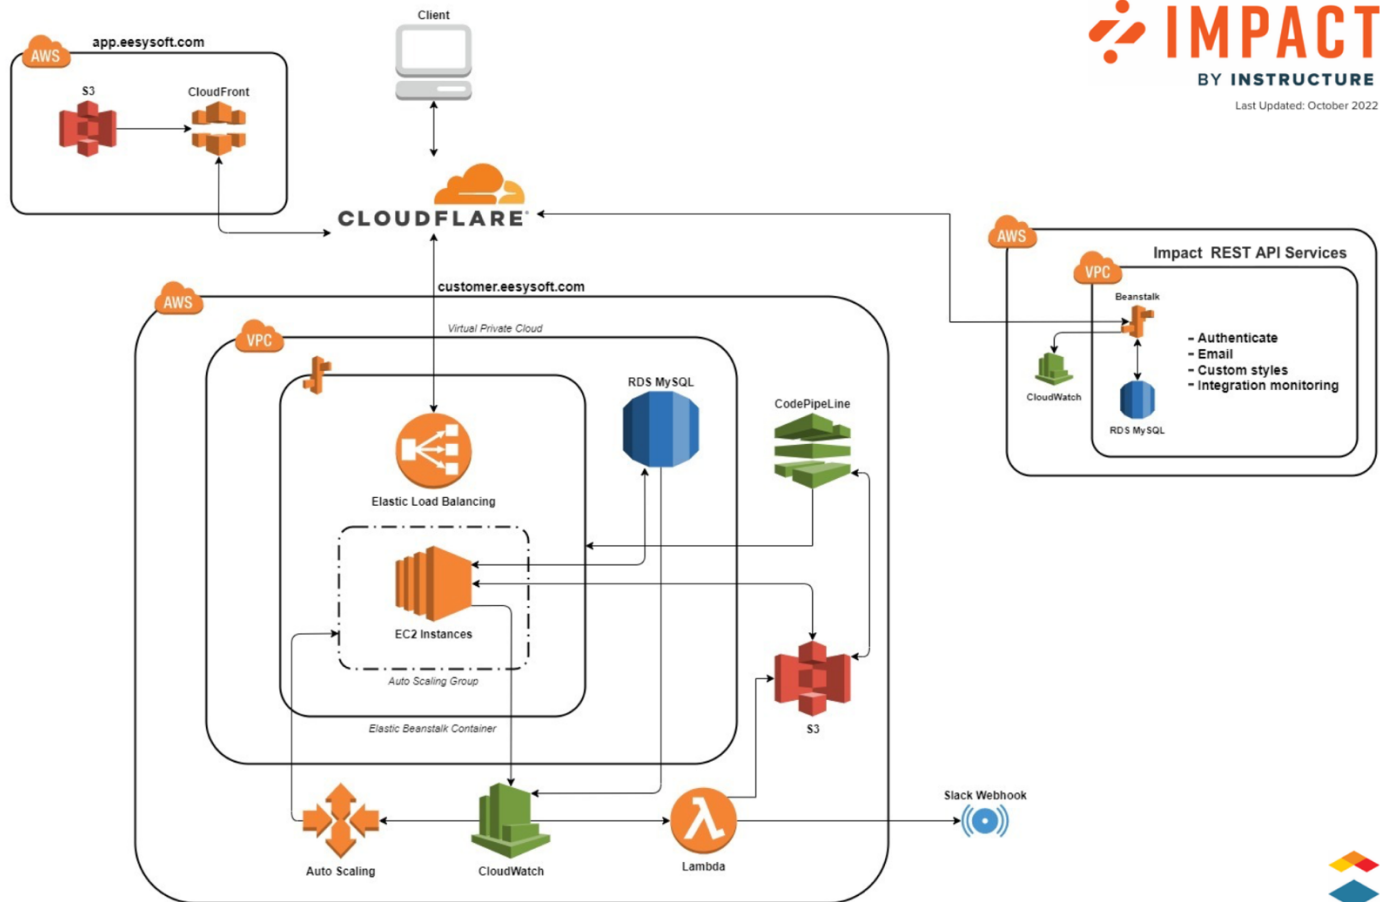 Client
IMPACT
BY INSTRUCTURE
Last Updated: October 2022
AWS
app.eesysoft.com
S3
CloudFront
CLOUDFLARE
AWS
Impact REST API Services
VPC
Beanstalk
- Authenticate
- Email
- Custom styles
- Integration monitoring
CloudWatch
RDS MySQL
AWS
customer.eesysoft.com
VPC
Virtual Private Cloud
RDS MySQL
CodePipeLine
Elastic Load Balancing
EC2 Instances
Auto Scaling Group
Elastic Beanstalk Container
S3
Slack Webhook
Auto Scaling
CloudWatch
Lambda